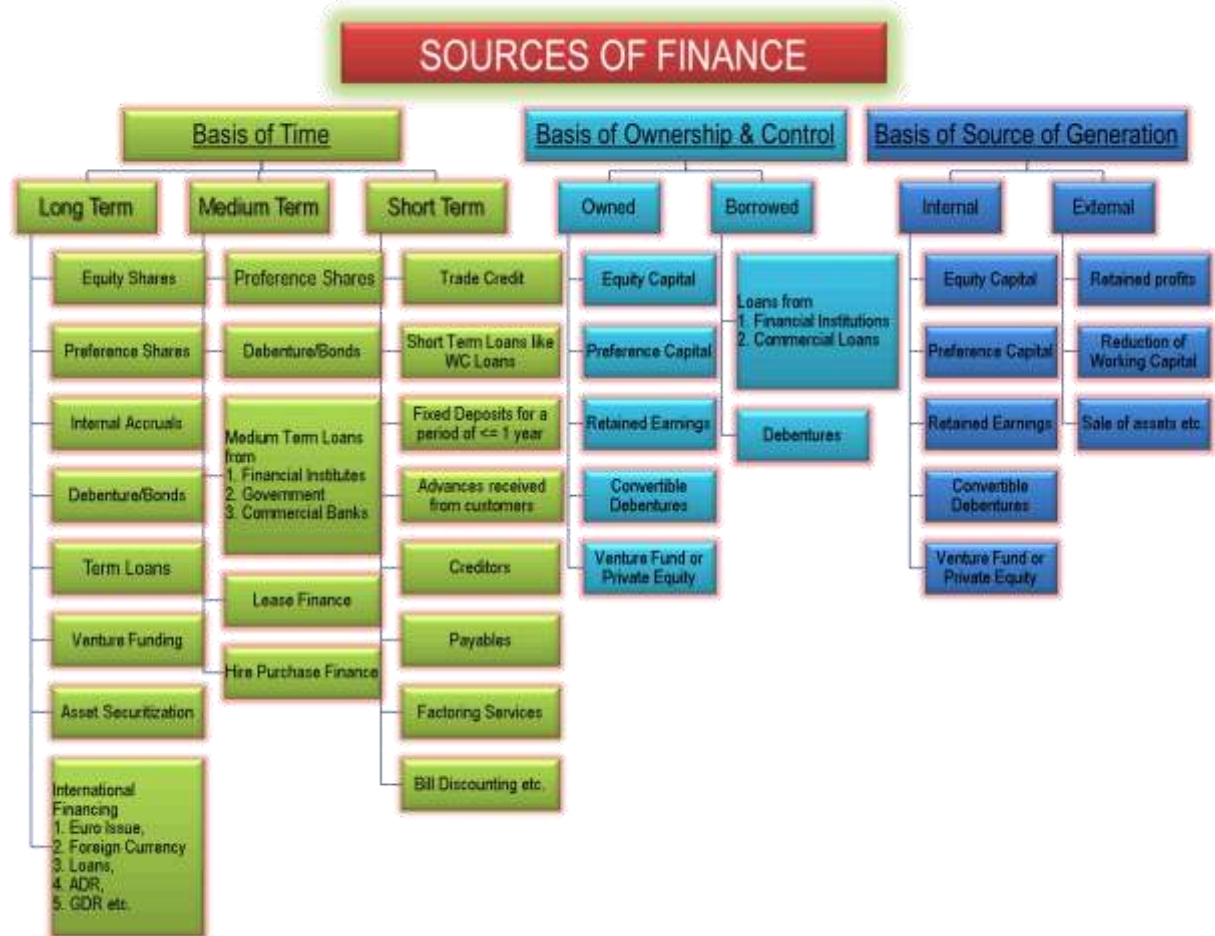 SOURCES OF FINANCE
Basis of Time
Long Term
Equity Shares
Preference Shares
Internal Accruals
Debenture/Bonds
Term Loans
Venture Funding
Asset Securitization
International
Financing
1. Euro Issue,
2. Foreign Currency
3. Loans,
4. ADR,
5. GDR etc.
Medium Term
Preference Shares
Debenture/Bonds
Medium Term Loans
from
1. Financial Institutes
2. Government
3. Commercial Banks
Lease Finance
Hire Purchase Finance
Short Term
Trade Credit
Short Term Loans like
WC Loans
Fixed Deposits for a
period of <= 1 year
Advances received
from customers
Creditors
Payables
Factoring Services
Bill Discounting etc.
Basis of Ownership & Control
Owned
Equity Capital
Preference Capital
Retained Earnings
Convertible
Debentures
Venture Fund or
Private Equity
Borrowed
Loans from
1. Financial Institutions
2. Commercial Loans
Debentures
Basis of Source of Generation
Internal
Equity Capital
Preference Capital
Retained Earnings
Convertible
Debentures
Venture Fund or
Private Equity
External
Retained profits
Reduction of
Working Capital
Sale of assets etc.